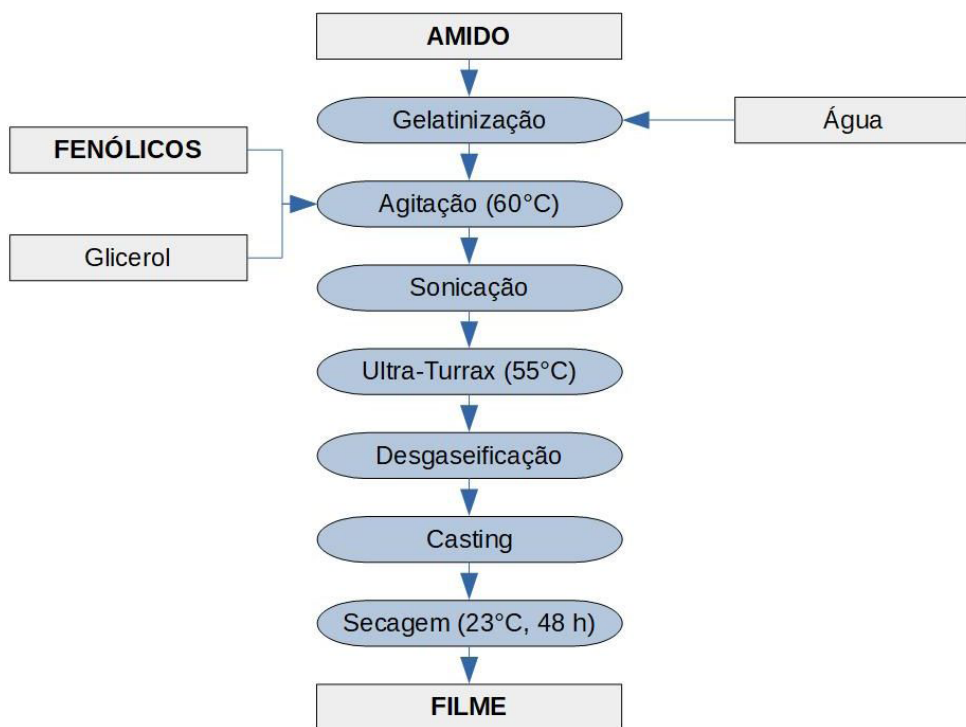 AMIDO
Gelatinização
Água
FENÓLICOS
Agitação (60°C)
Glicerol
Sonicação
Ultra-Turrax (55°C)
Desgaseificação
Casting
Secagem (23°C, 48 h)
FILME